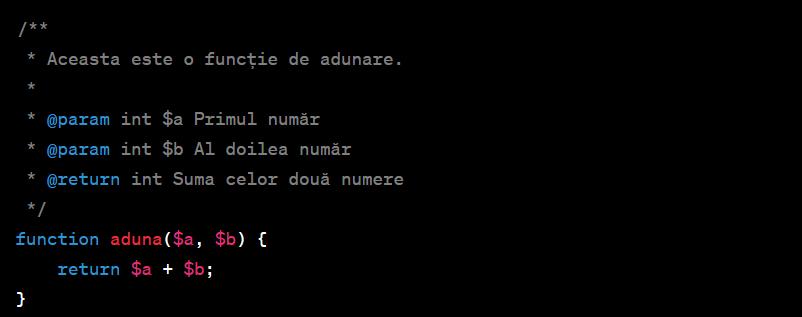 /**
 * Aceasta este o funcție de adunare.
 *
 * @param int $a Primul număr
 * @param int $b Al doilea număr
 * @return int Suma celor două numere
 */
function aduna($a, $b) {
    return $a + $b;
}